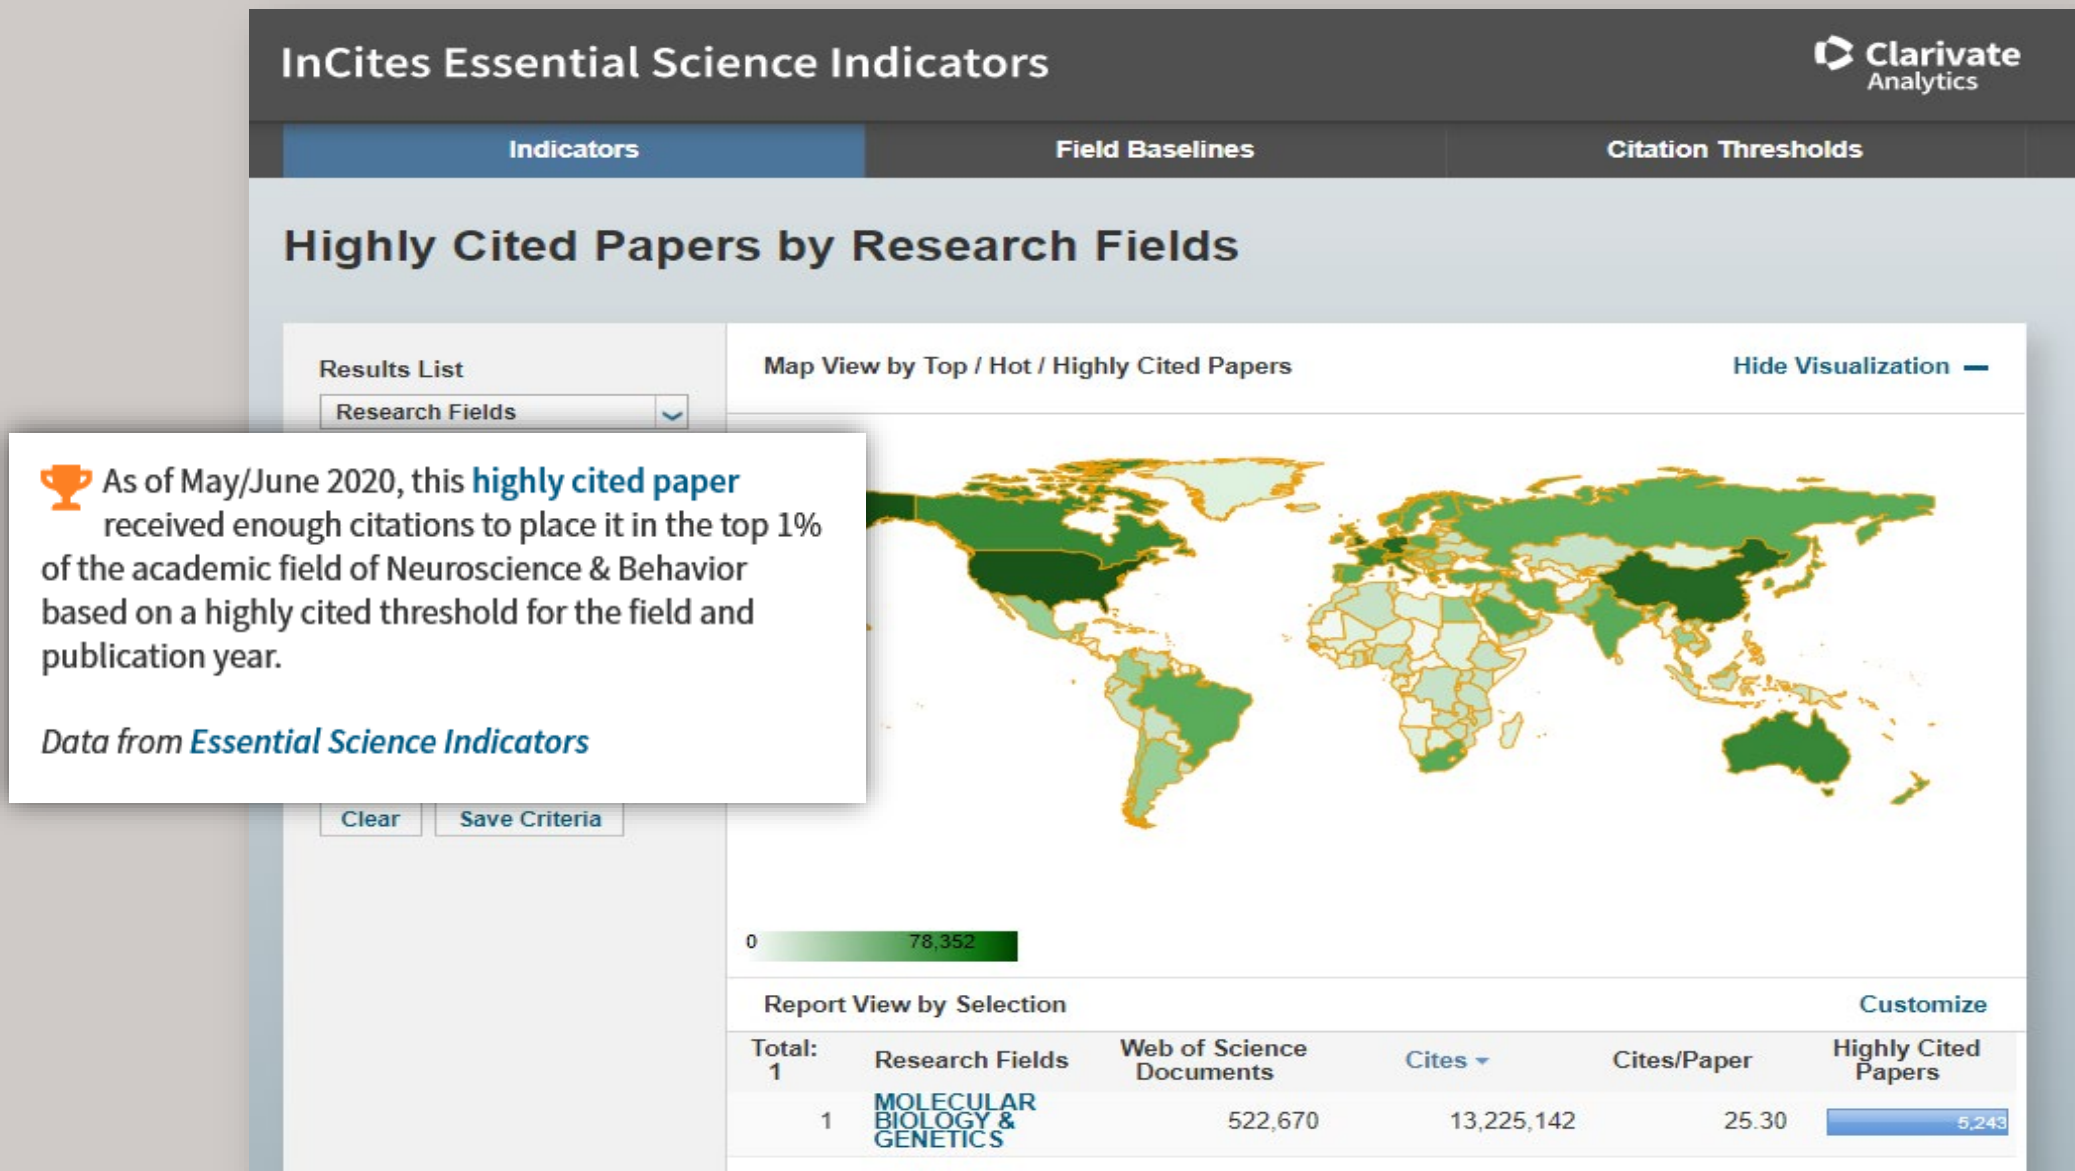 InCites Essential Science Indicators
Clarivate
Analytics
Indicators
Field Baselines
Citation Thresholds
Highly Cited Papers by Research Fields
Results List
Research Fields
Map View by Top / Hot / Highly Cited Papers
Hide Visualization
As of May/June 2020, this highly cited paper
received enough citations to place it in the top 1%
of the academic field of Neuroscience & Behavior
based on a highly cited threshold for the field and
publication year.
Data from Essential Science Indicators
Clear
Save Criteria
0
78,352
Report View by Selection
Customize
Total:
1
Research Fields
Web of Science
Documents
Cites
Cites/Paper
Highly Cited
Papers
1
MOLECULAR
BIOLOGY &
GENETICS
522,670
13,225,142
25.30
5,243